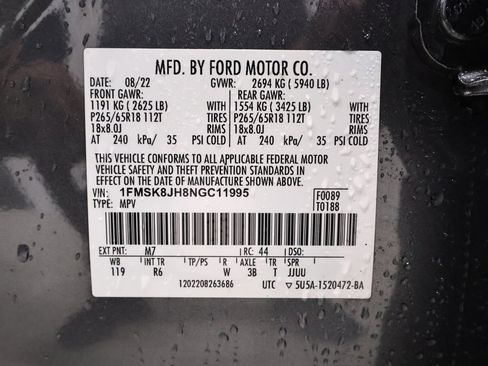 MFD. BY FORD MOTOR CO.
DATE: 08/22 GVWR: 2694 KG ( 5940 LB)
FRONT GAWR: REAR GAWR:
1191 KG ( 2625 LB) WITH 1554 KG ( 3425 LB) WITH
P265/65R18 112T TIRES P265/65R18 112T TIRES
18x8.0J RIMS 18x8.0J RIMS
AT 240 kPa/ 35 PSI COLD AT 240 kPa/ 35 PSI COLD
THIS VEHICLE CONFORMS TO ALL APPLICABLE FEDERAL MOTOR
VEHICLE SAFETY AND THEFT PREVENTION STANDARDS IN
EFFECT ON THE DATE OF MANUFACTURE SHOWN ABOVE.
VIN: 1FMSK8JH8NGC11995 F0089
TYPE: MPV T0188
EXT PNT: M7 RC: 44 DSO:
WB INT TR TP/PS R AXLE TR SPR
119 R6 W 3B T JJUU
1202208263686 UTC 5U5A-1520472-BA